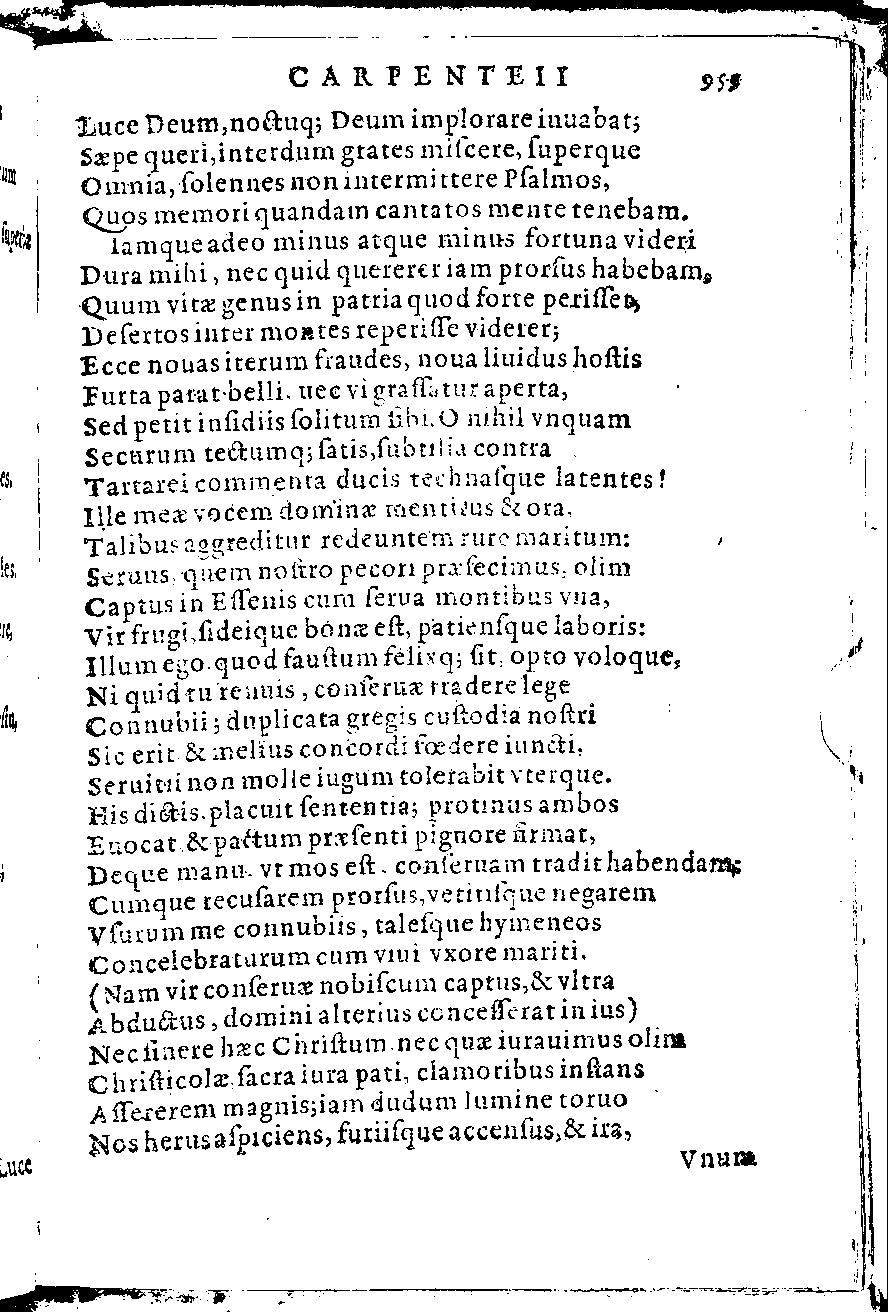 CARPENTEII 959
Luce Deum, noctuq; Deum implorare iuuabat;
Sæpe queri, interdum grates miſcere, ſuperque
Omnia, ſolennes non intermittere Pſalmos,
Quos memori quandam cantatos mente tenebam.
Iamque adeo minus atque minus fortuna videri
Dura mihi, nec quid quererer iam prorſus habebam,
Quum vitæ genus in patria quod forte periſſet,
Deſertos inter montes reperiſſe viderer;
Ecce nouas iterum fraudes, noua liuidus hoſtis
Furta parat belli. nec vi graſſatur aperta,
Sed petit inſidiis ſolitum ſibi. O nihil vnquam
Securum tectumq; ſatis, ſubtilia contra
Tartarei commenta ducis technaſque latentes!
Ille meæ vocem dominæ mentitus & ora,
Talibus aggreditur redeuntem rure maritum:
Seruus, quem noſtro pecori præfecimus, olim
Captus in Eſſenis cum ſerua montibus vna,
Vir frugi, fideique bonæ eſt, patienſque laboris:
Illum ego, quod fauſtum felixq; ſit, opto voloque,
Ni quid tu renuis, conſeruæ tradere lege
Connubii; duplicata gregis cuſtodia noſtri
Sic erit & melius concordi fœdere iuncti,
Seruitii non molle iugum tolerabit vterque.
His dictis, placuit ſententia; protinus ambos
Euocat & pactum præſenti pignore firmat,
Deque manu, vt mos eſt, conſeruam tradit habendam;
Cumque recuſarem prorſus, vetitiſque negarem
Vſurum me connubiis, taleſque hymeneos
Concelebraturum cum viui vxore mariti.
(Nam vir conſeruæ nobiſcum captus, & vltra
Abductus, domini alterius conceſſerat in ius)
Nec ſinere hæc Chriſtum, nec quæ iurauimus olim
Chriſticolæ, ſacra iura pati, clamoribus inſtans
Aſſererem magnis; iam dudum lumine toruo
Nos herus aſpiciens, furiiſque accenſus, & ira,
Vnum
Luce